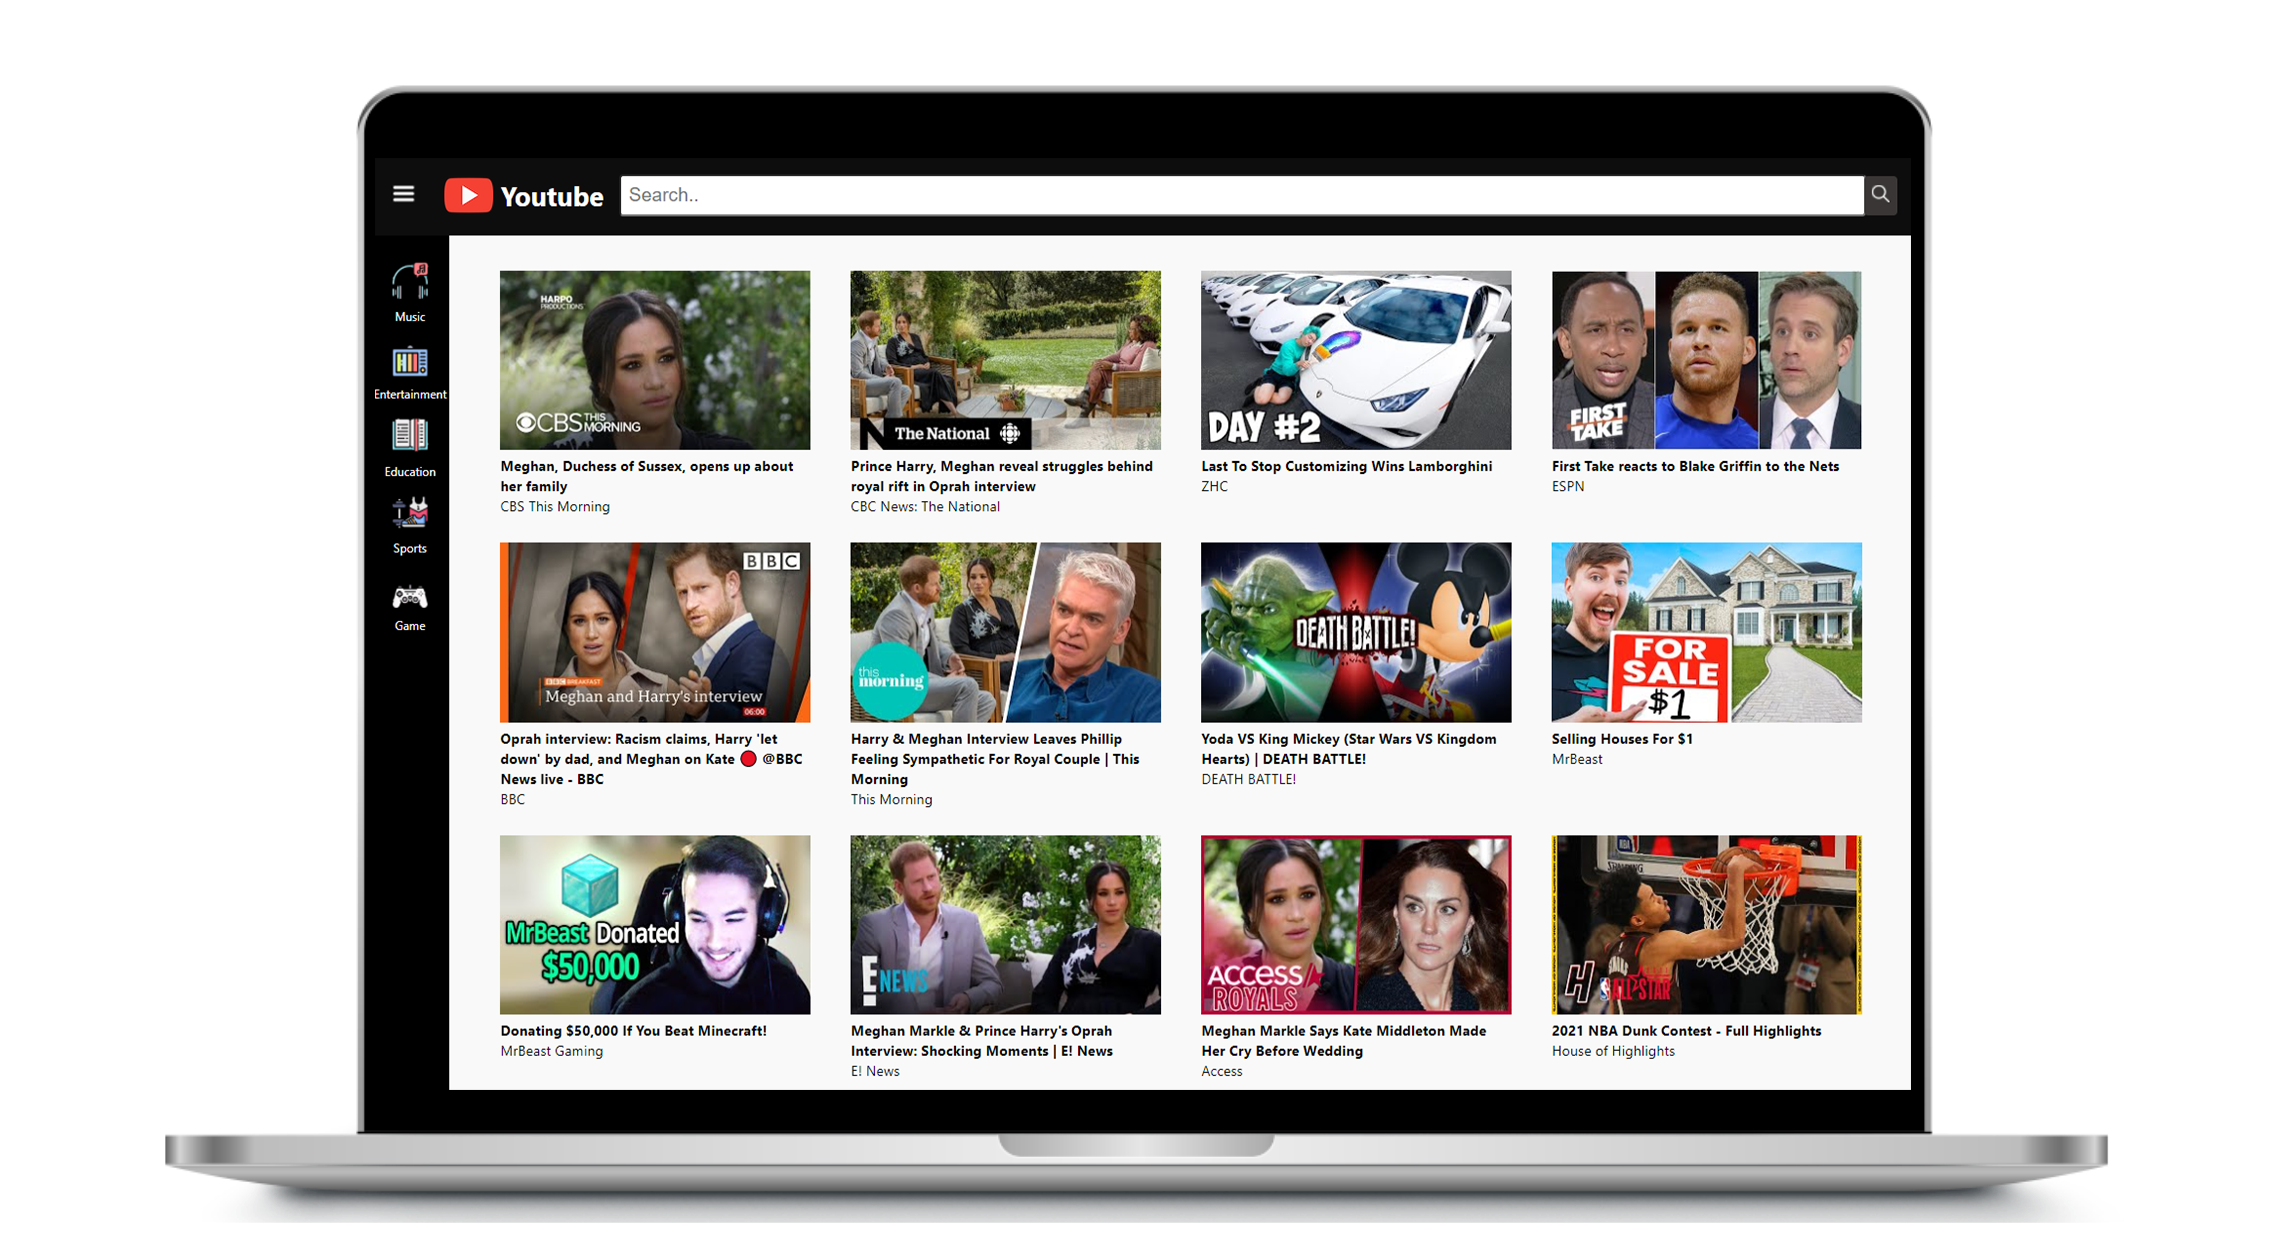 Youtube
Search..
Music
Entertainment
Education
Sports
Game
HARPO
PRODUCTIONS
CBS THIS
MORNING
Meghan, Duchess of Sussex, opens up about
her family
CBS This Morning
N The National
Prince Harry, Meghan reveal struggles behind
royal rift in Oprah interview
CBC News: The National
DAY #2
Last To Stop Customizing Wins Lamborghini
ZHC
FIRST
TAKE
First Take reacts to Blake Griffin to the Nets
ESPN
BBC
BBC BREAKFAST
Meghan and Harry's interview
06:00
Oprah interview: Racism claims, Harry 'let
down' by dad, and Meghan on Kate 🔴 @BBC
News live - BBC
BBC
this
morning
Harry & Meghan Interview Leaves Phillip
Feeling Sympathetic For Royal Couple | This
Morning
This Morning
DEATH BATTLE!
Yoda VS King Mickey (Star Wars VS Kingdom
Hearts) | DEATH BATTLE!
DEATH BATTLE!
FOR
SALE
$1
Selling Houses For $1
MrBeast
MrBeast Donated
$50,000
Donating $50,000 If You Beat Minecraft!
MrBeast Gaming
E! NEWS
Meghan Markle & Prince Harry's Oprah
Interview: Shocking Moments | E! News
E! News
ACCESS
ROYALS
Meghan Markle Says Kate Middleton Made
Her Cry Before Wedding
Access
NBA
SPALDING
H
ALL-STAR
2021 NBA Dunk Contest - Full Highlights
House of Highlights